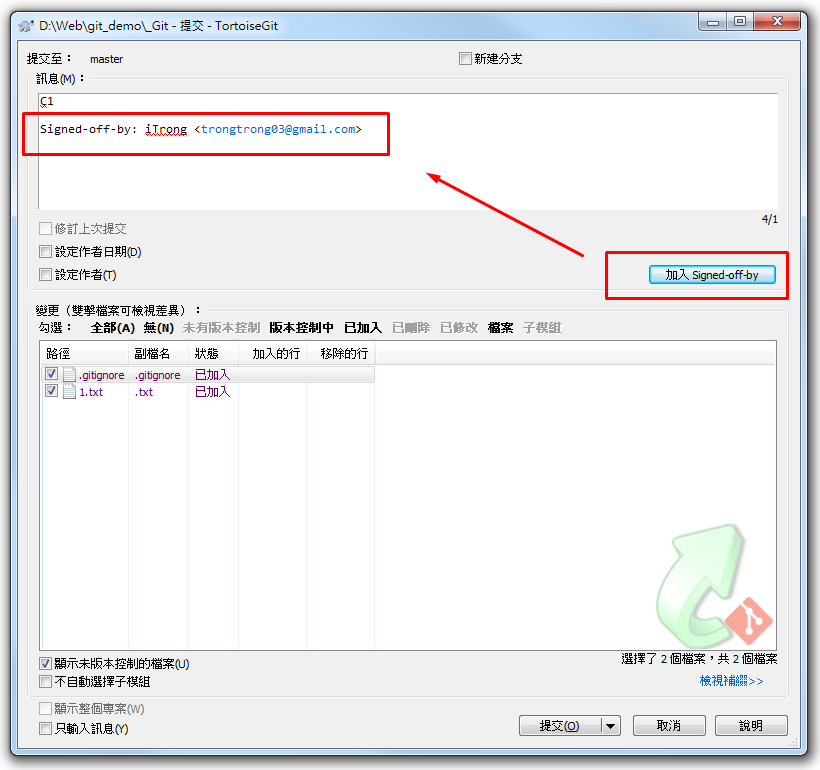 D:\Web\git_demo\_Git - 提交 - TortoiseGit
提交至： master
新建分支
訊息(M)：
C1
Signed-off-by: iTrong <trongtrong03@gmail.com>
4/1
修訂上次提交
設定作者日期(D)
設定作者(T)
加入 Signed-off-by
變更（雙擊檔案可檢視差異）：
勾選： 全部(A) 無(N) 未有版本控制 版本控制中 已加入 已刪除 已修改 檔案 子模組
路徑 副檔名 狀態 加入的行 移除的行
.gitignore .gitignore 已加入
1.txt .txt 已加入
顯示未版本控制的檔案(U)
選擇了 2 個檔案，共 2 個檔案
不自動選擇子模組
檢視補綴>>
顯示整個專案(W)
只輸入訊息(Y)
提交(O) 取消 說明